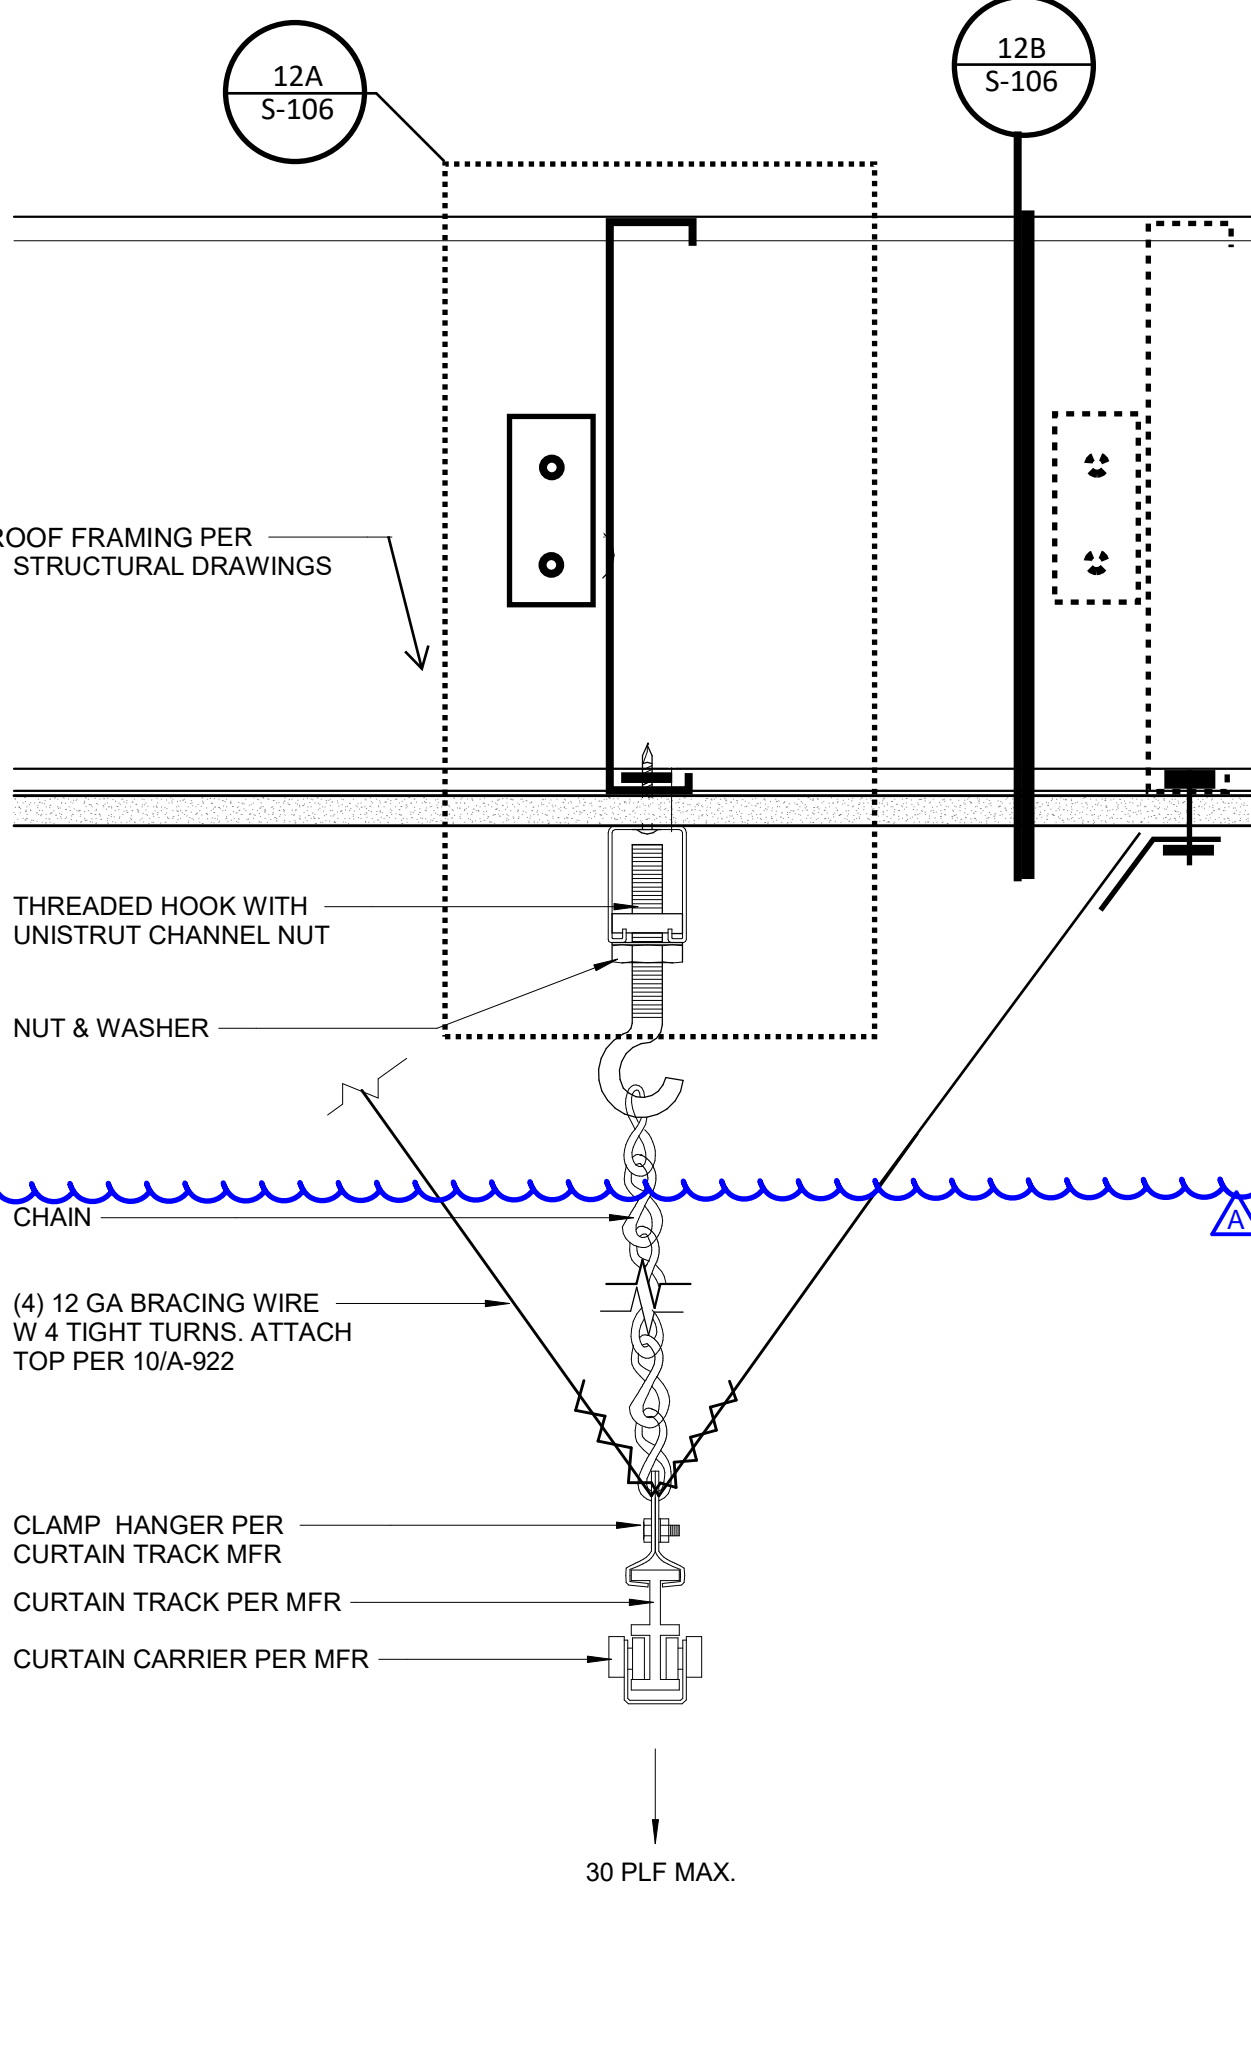 12A
S-106
12B
S-106
ROOF FRAMING PER
STRUCTURAL DRAWINGS
THREADED HOOK WITH
UNISTRUT CHANNEL NUT
NUT & WASHER
CHAIN
A
(4) 12 GA BRACING WIRE
W 4 TIGHT TURNS. ATTACH
TOP PER 10/A-922
CLAMP HANGER PER
CURTAIN TRACK MFR
CURTAIN TRACK PER MFR
CURTAIN CARRIER PER MFR
30 PLF MAX.